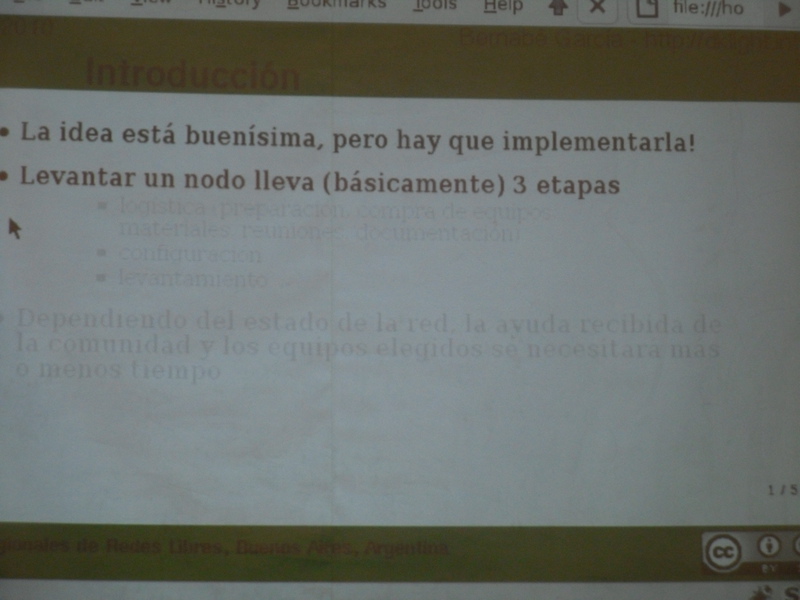 View History Bookmarks Tools Help file:///ho
2010 Bernabé García - http://
Introducción
• La idea está buenísima, pero hay que implementarla!
• Levantar un nodo lleva (básicamente) 3 etapas
▪ logística (preparación, compra de equipos,
materiales, reuniones, documentación)
▪ configuración
▪ levantamiento
• Dependiendo del estado de la red, la ayuda recibida de
la comunidad y los equipos elegidos se necesitará más
o menos tiempo
1 / 5
gionales de Redes Libres, Buenos Aires, Argentina.
cc
BY